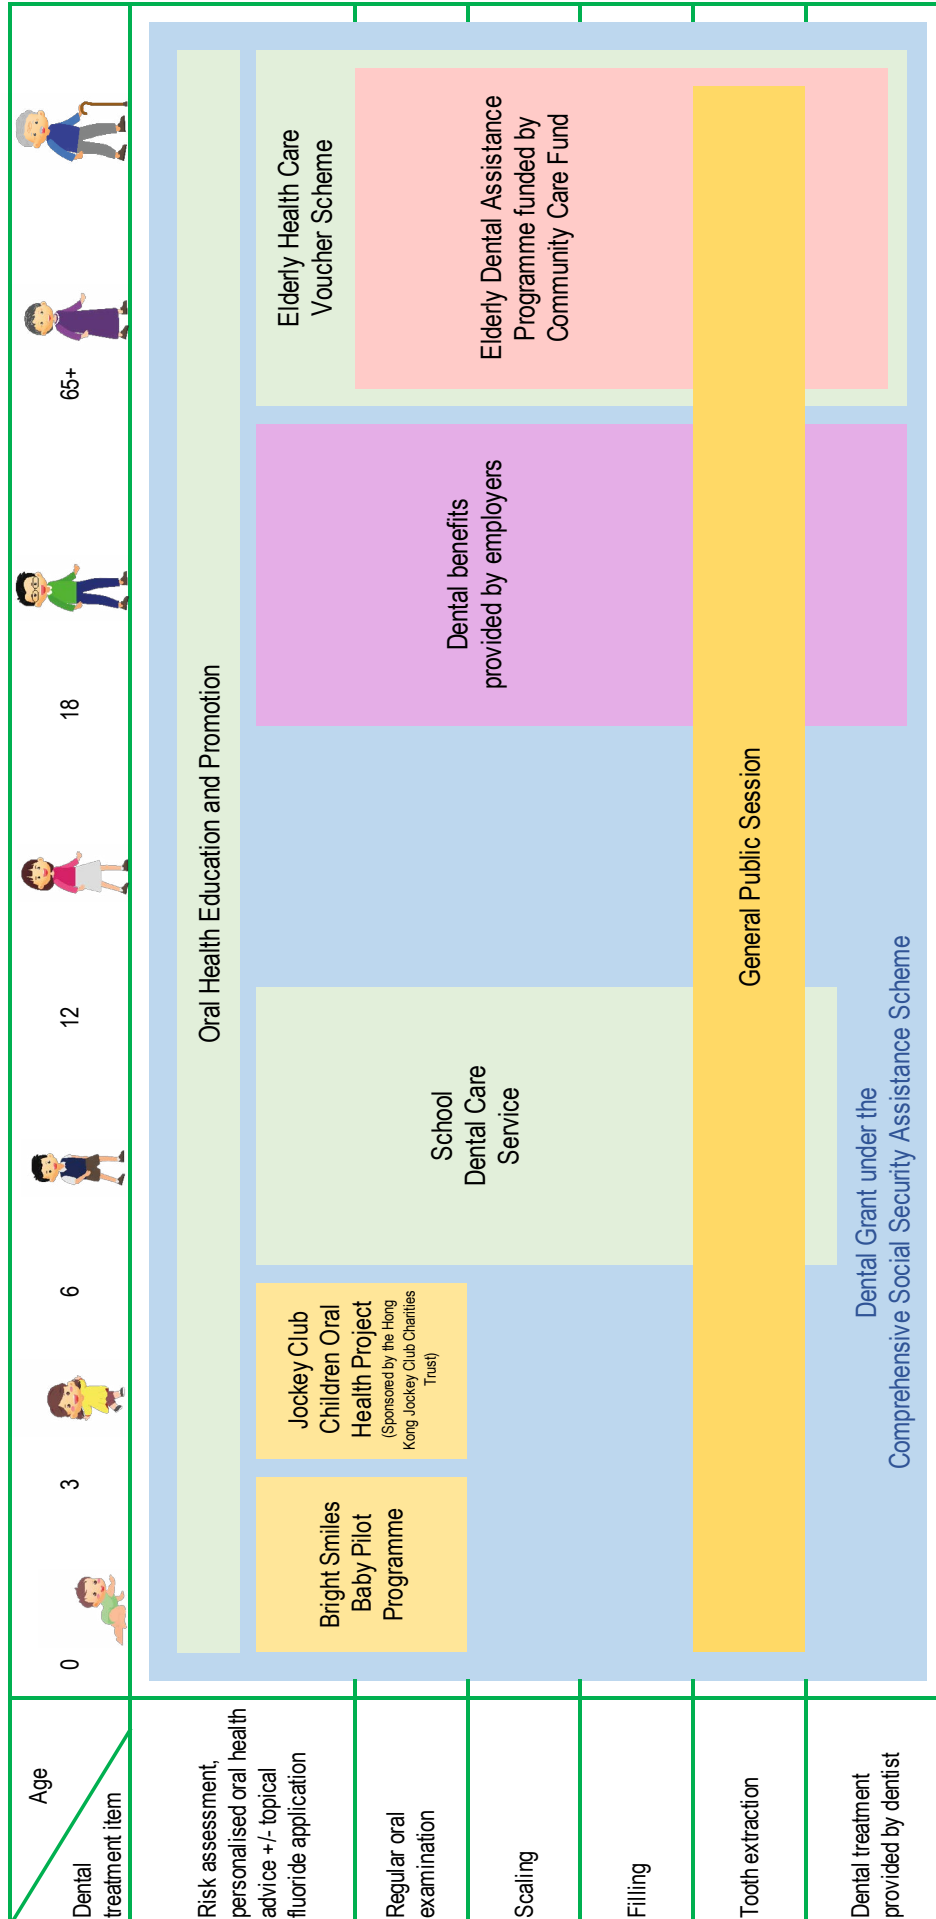 Age
Dental
treatment item
0
3
6
12
18
65+
Risk assessment,
personalised oral health
advice +/- topical
fluoride application
Regular oral
examination
Scaling
Filling
Tooth extraction
Dental treatment
provided by dentist
Oral Health Education and Promotion
Bright Smiles
Baby Pilot
Programme
Jockey Club
Children Oral
Health Project
(Sponsored by the Hong
Kong Jockey Club Charities
Trust)
School
Dental Care
Service
Dental benefits
provided by employers
Elderly Health Care
Voucher Scheme
Elderly Dental Assistance
Programme funded by
Community Care Fund
General Public Session
Dental Grant under the
Comprehensive Social Security Assistance Scheme